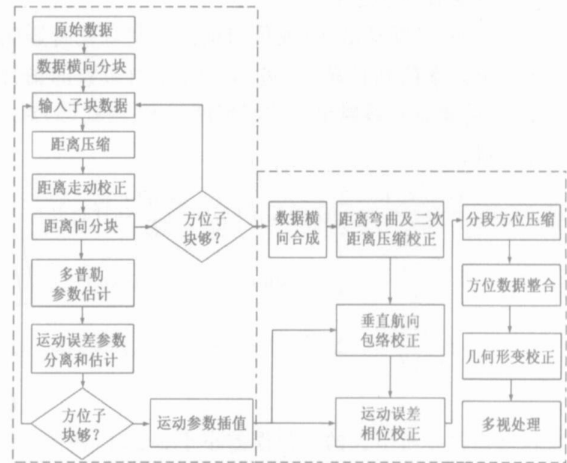 原始数据
数据横向分块
输入子块数据
距离压缩
距离走动校正
距离向分块
多普勒
参数估计
运动误差参数
分离和估计
方位子
块够？
运动参数插值
方位子
块够？
数据横
向合成
距离弯曲及二次
距离压缩校正
垂直航向
包络校正
运动误差
相位校正
分段方位压缩
方位数据整合
几何形变校正
多视处理